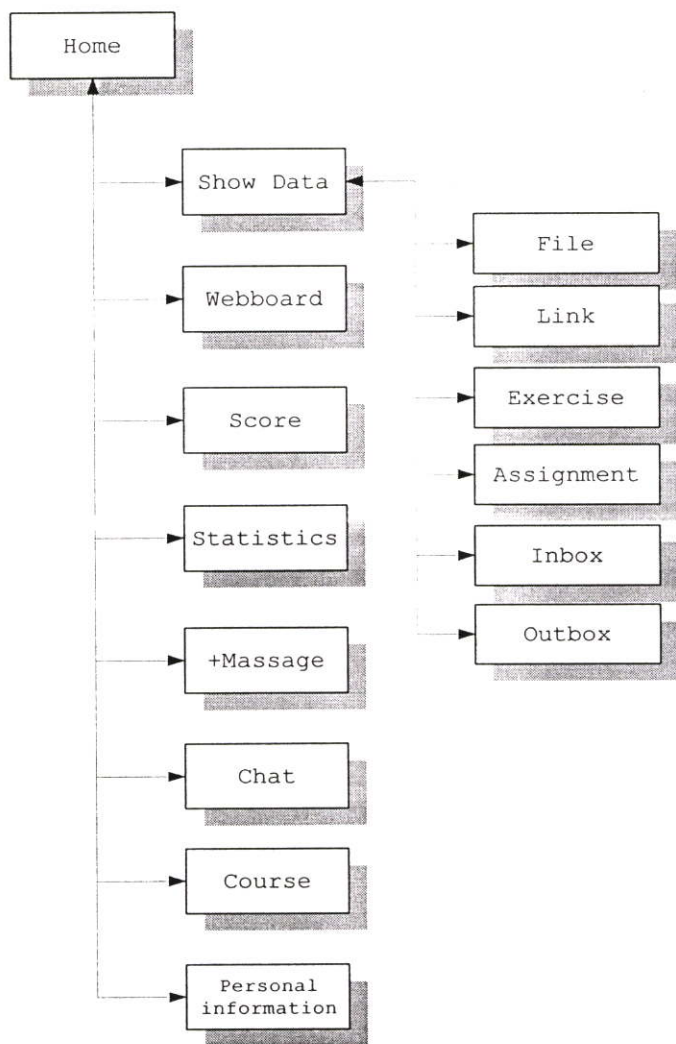 Home
Show Data
Webboard
Score
Statistics
+Massage
Chat
Course
Personal
information
File
Link
Exercise
Assignment
Inbox
Outbox